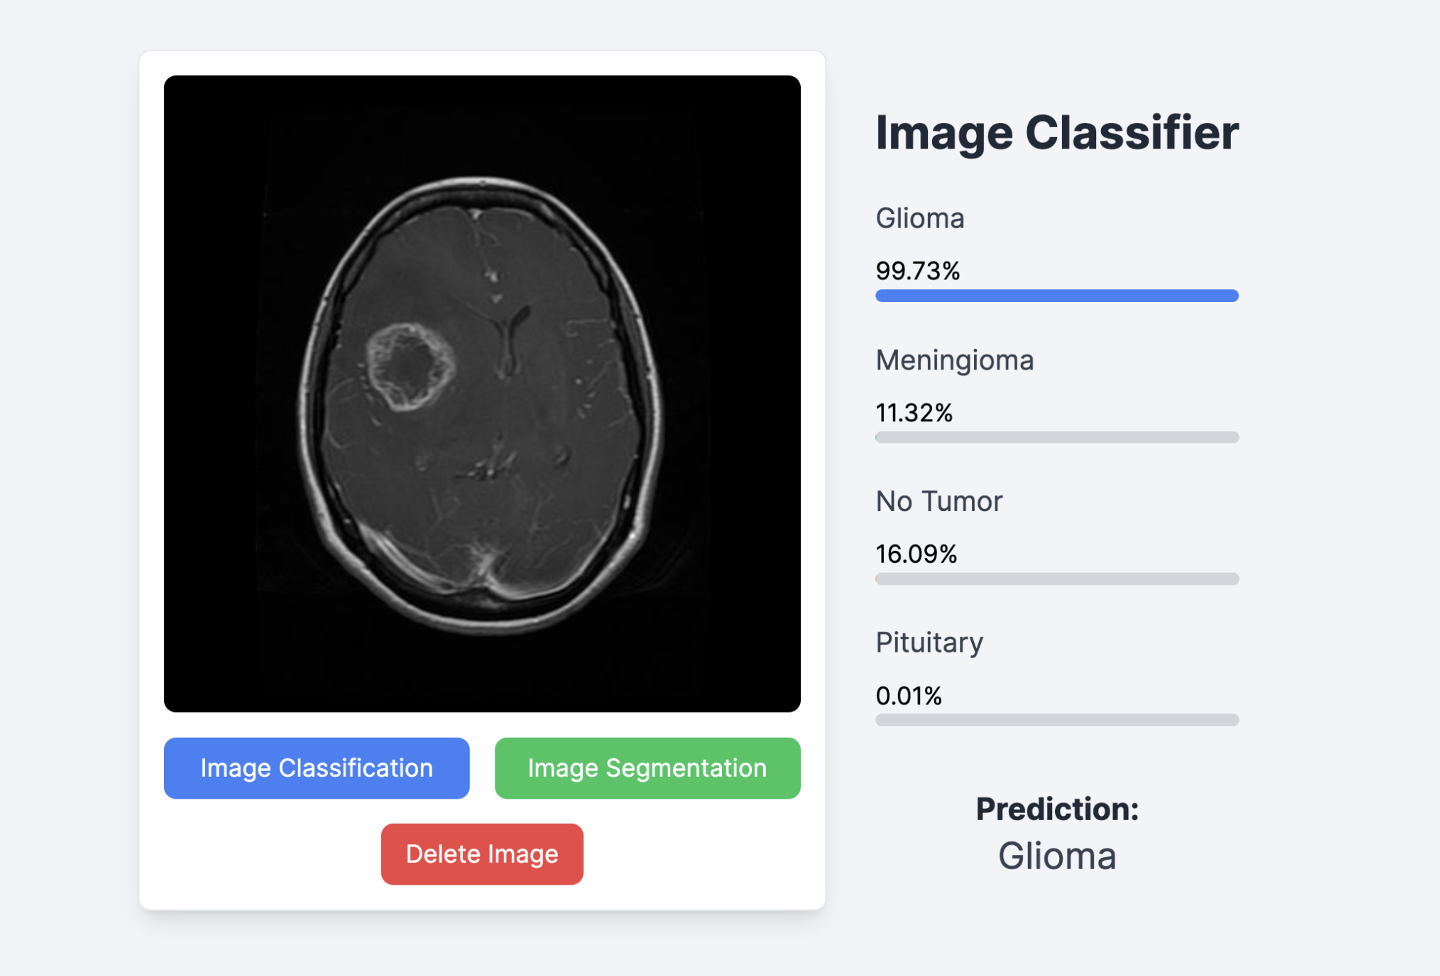 Image Classifier
Glioma
99.73%
Meningioma
11.32%
No Tumor
16.09%
Pituitary
0.01%
Image Classification
Image Segmentation
Delete Image
Prediction:
Glioma